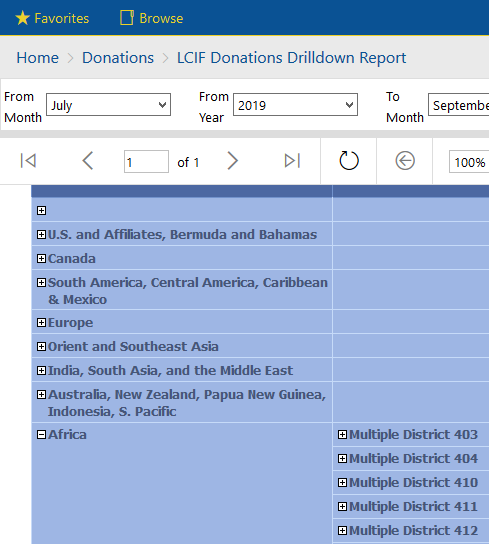 Favorites Browse
Home > Donations > LCIF Donations Drilldown Report
From Month July From Year 2019 To Month Septembe
1 of 1 100%
U.S. and Affiliates, Bermuda and Bahamas
Canada
South America, Central America, Caribbean
& Mexico
Europe
Orient and Southeast Asia
India, South Asia, and the Middle East
Australia, New Zealand, Papua New Guinea,
Indonesia, S. Pacific
Africa Multiple District 403
Multiple District 404
Multiple District 410
Multiple District 411
Multiple District 412